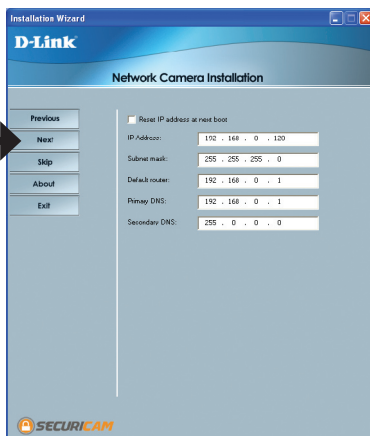 Installation Wizard
D-Link
Network Camera Installation
Previous
Next
Skip
About
Exit
Reset IP address at next boot
IP Address: 192 . 168 . 0 . 120
Subnet mask: 255 . 255 . 255 . 0
Default router: 192 . 168 . 0 . 1
Primary DNS: 192 . 168 . 0 . 1
Secondary DNS: 255 . 0 . 0 . 0
SECURICAM